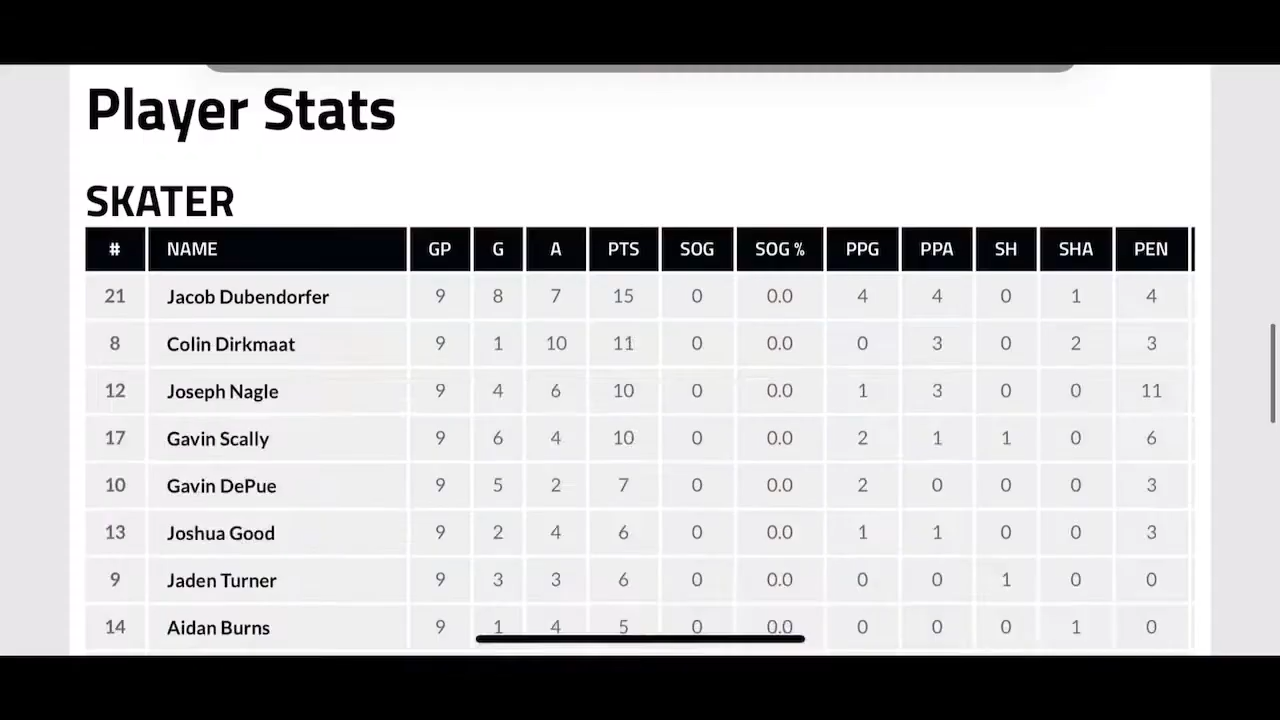 Player Stats
SKATER
# NAME GP G A PTS SOG SOG % PPG PPA SH SHA PEN
21 Jacob Dubendorfer 9 8 7 15 0 0.0 4 4 0 1 4
8 Colin Dirkmaat 9 1 10 11 0 0.0 0 3 0 2 3
12 Joseph Nagle 9 4 6 10 0 0.0 1 3 0 0 11
17 Gavin Scally 9 6 4 10 0 0.0 2 1 1 0 6
10 Gavin DePue 9 5 2 7 0 0.0 2 0 0 0 3
13 Joshua Good 9 2 4 6 0 0.0 1 1 0 0 3
9 Jaden Turner 9 3 3 6 0 0.0 0 0 1 0 0
14 Aidan Burns 9 1 4 5 0 0.0 0 0 0 1 0